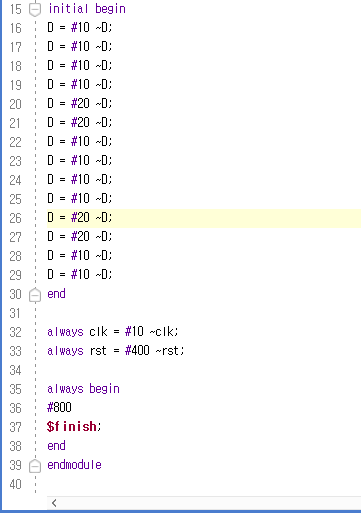 15 initial begin
16 D = #10 ~D;
17 D = #10 ~D;
18 D = #10 ~D;
19 D = #10 ~D;
20 D = #20 ~D;
21 D = #20 ~D;
22 D = #10 ~D;
23 D = #10 ~D;
24 D = #10 ~D;
25 D = #10 ~D;
26 D = #20 ~D;
27 D = #20 ~D;
28 D = #10 ~D;
29 D = #10 ~D;
30 end
31
32 always clk = #10 ~clk;
33 always rst = #400 ~rst;
34
35 always begin
36 #800
37 $finish;
38 end
39 endmodule
40